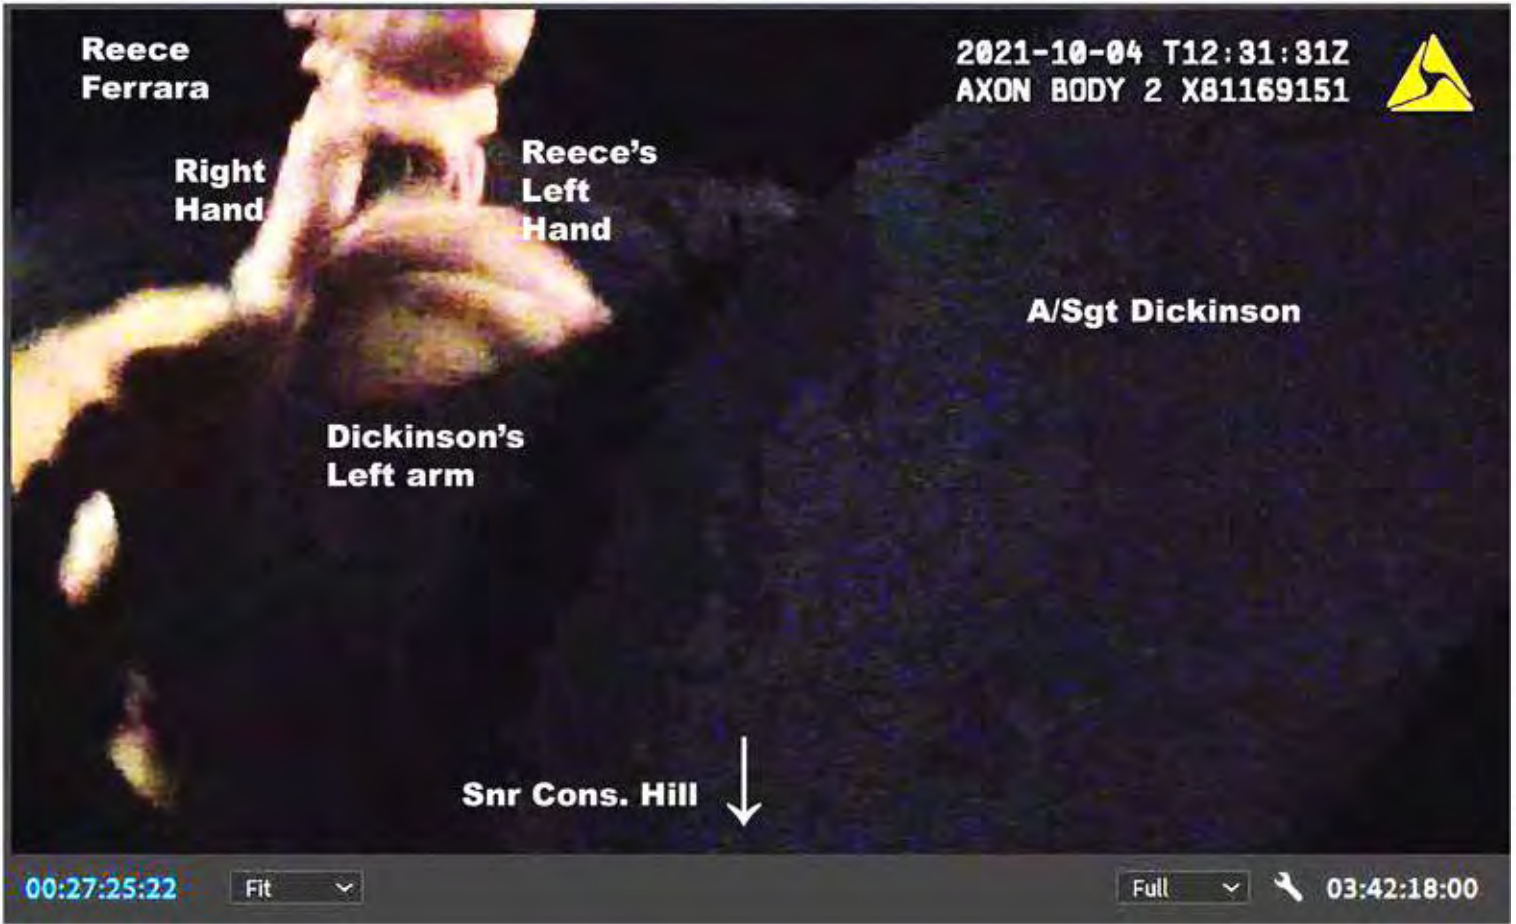 Reece
Ferrara
2021-10-04 T12:31:31Z
AXON BODY 2 X81169151
Right
Hand
Reece's
Left
Hand
A/Sgt Dickinson
Dickinson's
Left arm
Snr Cons. Hill
00:27:25:22
Fit
Full
03:42:18:00